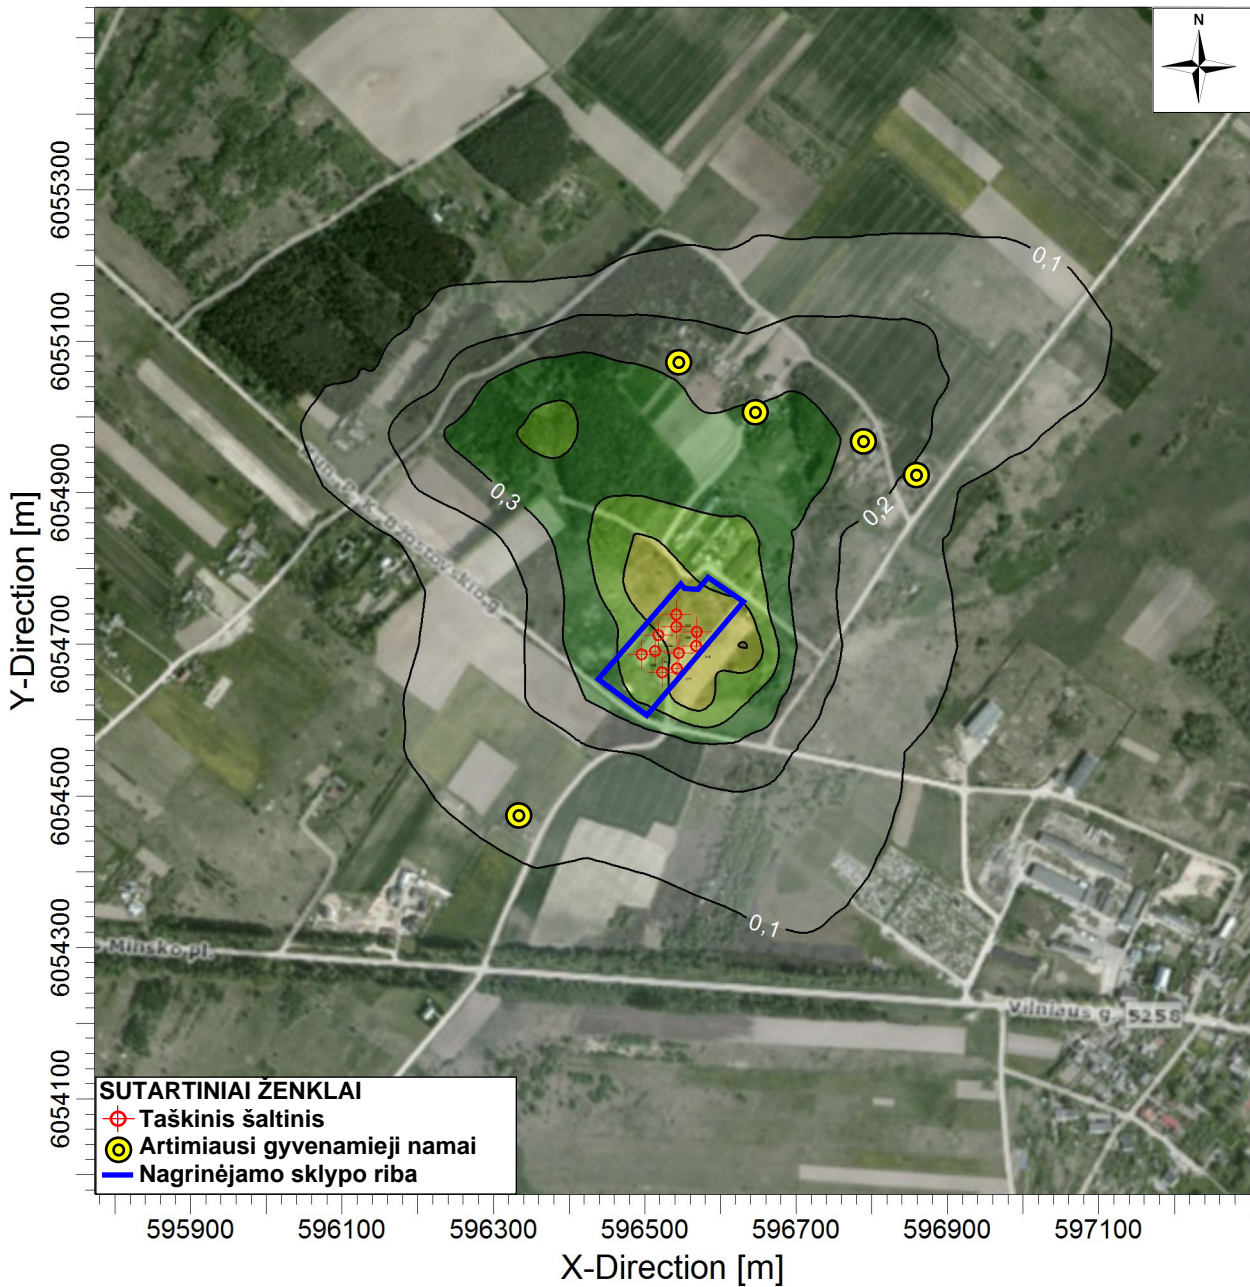 N
0,1
0,3
0,2
0,1
Minsko pl.
Vilniaus g.
5258
SUTARTINIAI ŽENKLAI
Taškinis šaltinis
Artimiausi gyvenamieji namai
Nagrinėjamo sklypo riba
Y-Direction [m]
6055300
6055100
6054900
6054700
6054500
6054300
6054100
595900 596100 596300 596500 596700 596900 597100
X-Direction [m]